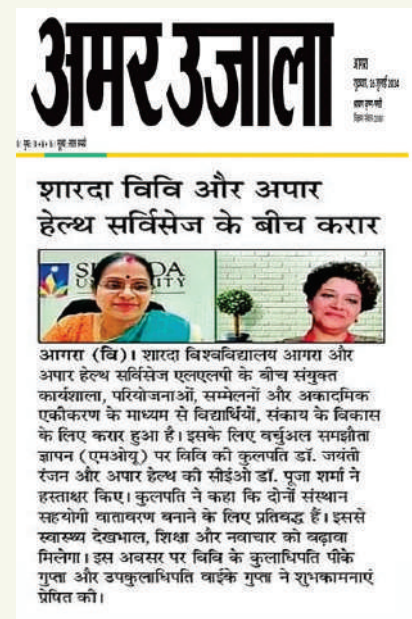 अमर उजाला
आगरा
शारदा विवि और अपार
हेल्थ सर्विसेज के बीच करार
SHARDA
UNIVERSITY
आगरा (वि)। शारदा विश्वविद्यालय आगरा और
अपार हेल्थ सर्विसेज एलएलपी के बीच संयुक्त
कार्यशाला, परियोजनाओं, सम्मेलनों और अकादमिक
एकीकरण के माध्यम से विद्यार्थियों, संकाय के विकास
के लिए करार हुआ है। इसके लिए वर्चुअल समझौता
ज्ञापन (एमओयू) पर विवि की कुलपति डॉ. जयंती
रंजन और अपार हेल्थ की सीईओ डॉ. पूजा शर्मा ने
हस्ताक्षर किए। कुलपति ने कहा कि दोनों संस्थान
सहयोगी वातावरण बनाने के लिए प्रतिबद्ध हैं। इससे
स्वास्थ्य देखभाल, शिक्षा और नवाचार को बढ़ावा
मिलेगा। इस अवसर पर विवि के कुलाधिपति पीके
गुप्ता और उपकुलाधिपति वाईके गुप्ता ने शुभकामनाएं
प्रेषित की।